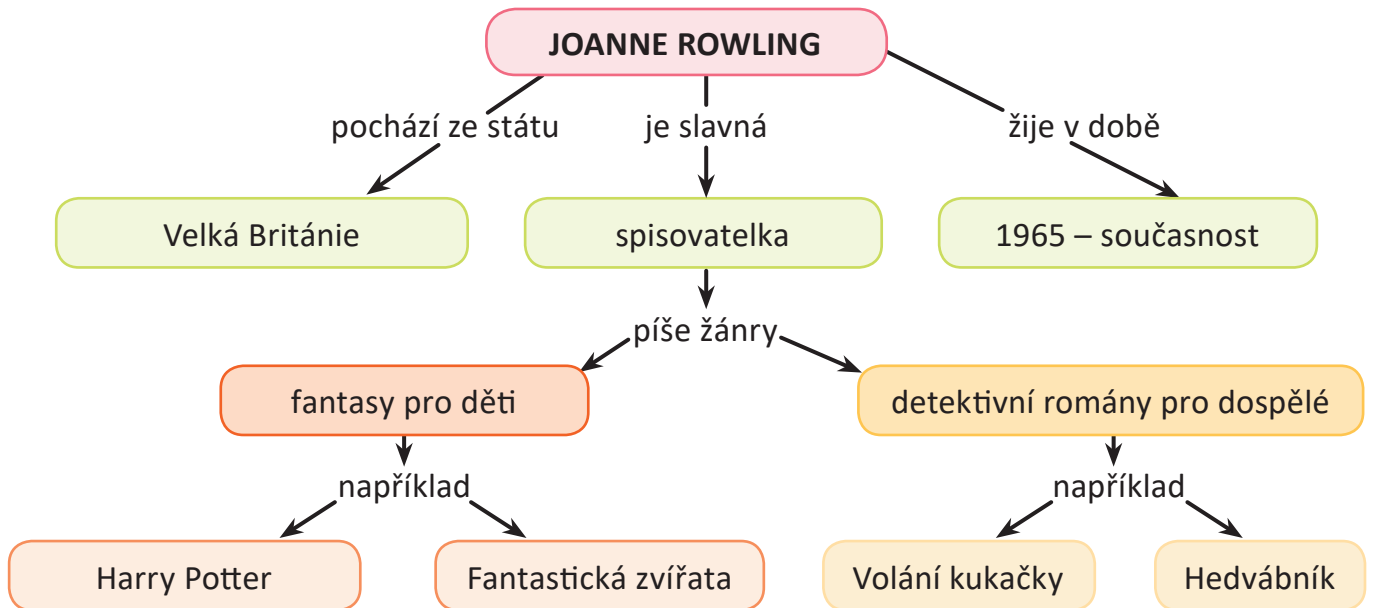 JOANNE ROWLING
pochází ze státu
je slavná
žije v době
Velká Británie
spisovatelka
1965 – současnost
píše žánry
fantasy pro děti
detektivní romány pro dospělé
například
například
Harry Potter
Fantastická zvířata
Volání kukačky
Hedvábník